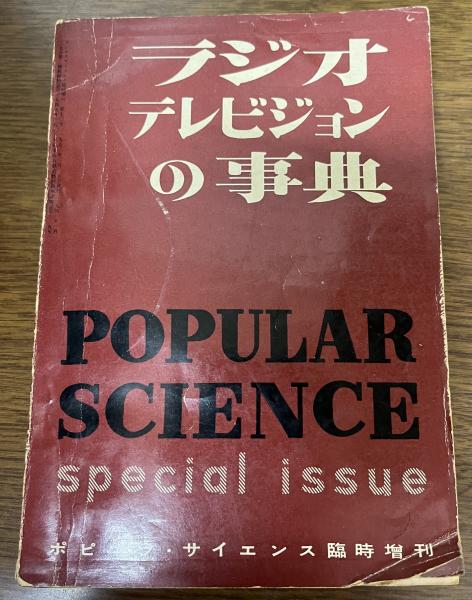 ラジオ
テレビジョン
の事典
POPULAR
SCIENCE
special issue
ポピュラ・サイエンス臨時増刊